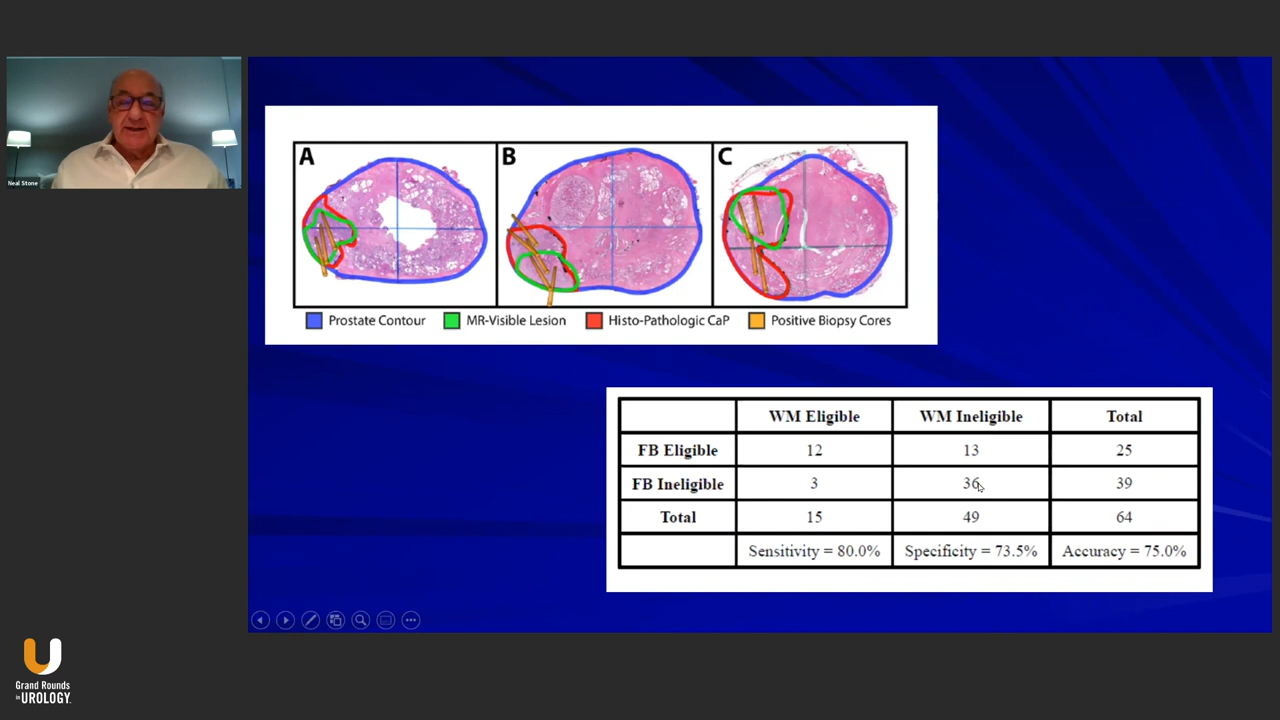 Neal Stone
A
B
C
Prostate Contour
MR-Visible Lesion
Histo-Pathologic CaP
Positive Biopsy Cores
WM Eligible WM Ineligible Total
FB Eligible 12 13 25
FB Ineligible 3 36 39
Total 15 49 64
Sensitivity = 80.0% Specificity = 73.5% Accuracy = 75.0%
Grand Rounds
in UROLOGY